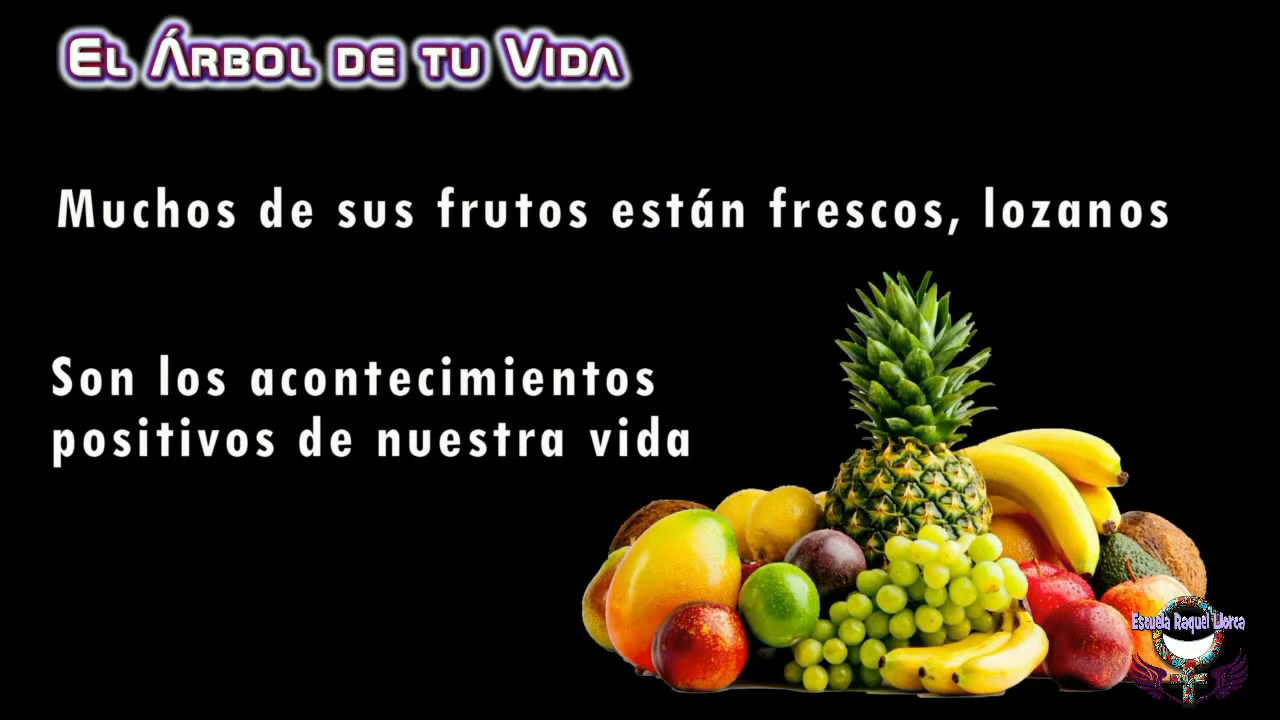 El Árbol de tu Vida
Muchos de sus frutos están frescos, lozanos
Son los acontecimientos
positivos de nuestra vida
Escuela Raquel Llorca